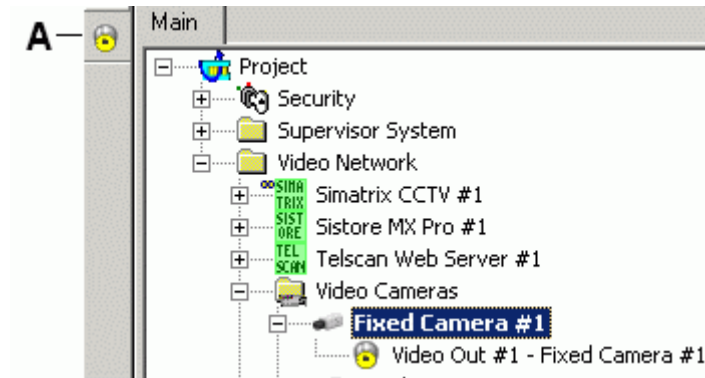 A
Main
Project
Security
Supervisor System
Video Network
SIMA
TRIX
Simatrix CCTV #1
SIST
ORE
Sistore MX Pro #1
TEL
SCAN
Telscan Web Server #1
Video Cameras
Fixed Camera #1
Video Out #1 - Fixed Camera #1